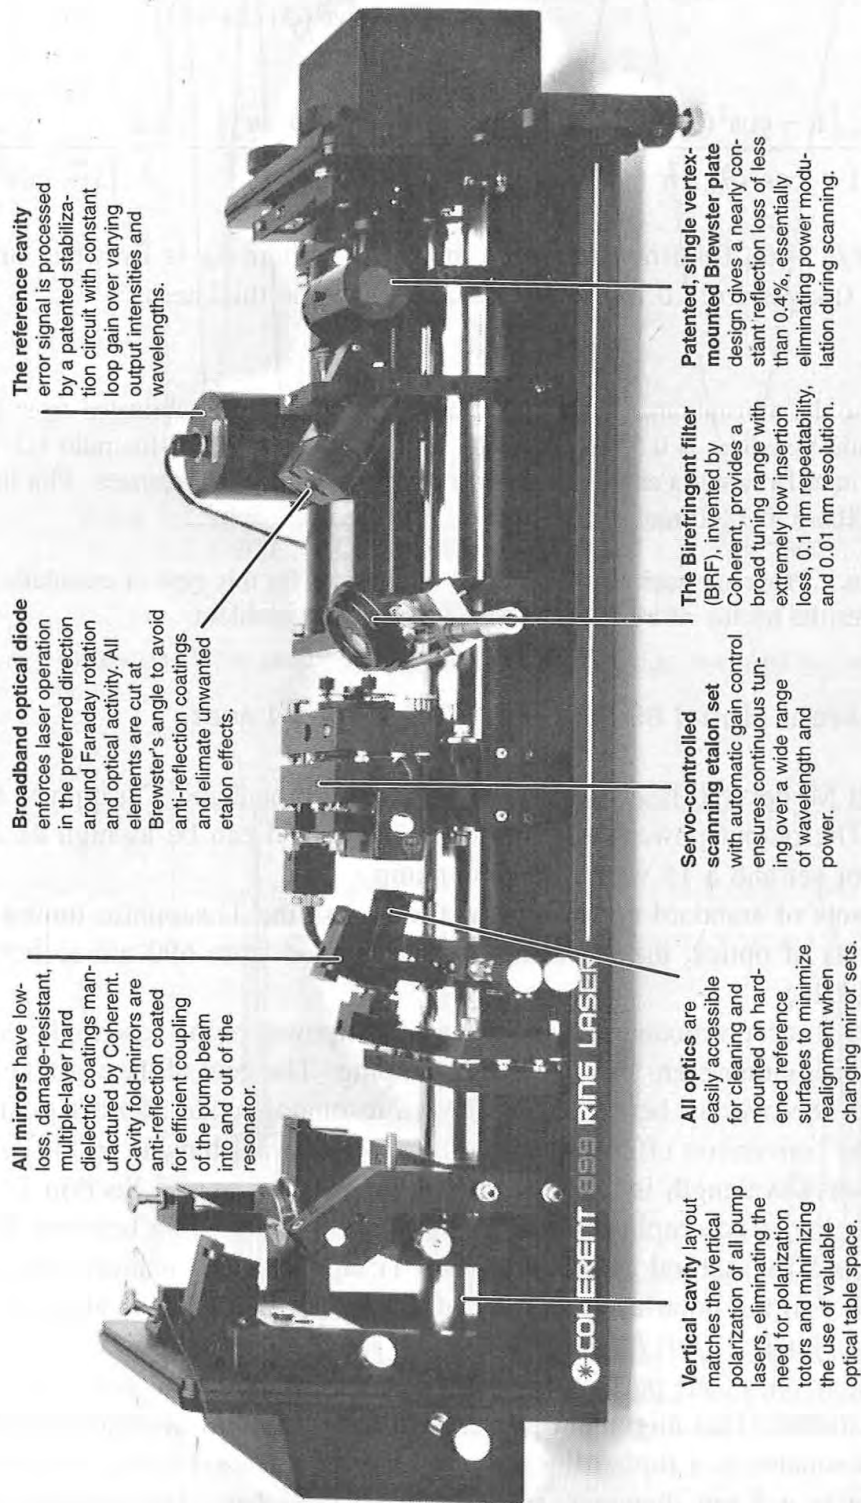 All mirrors have low-
loss, damage-resistant,
multiple-layer hard
dielectric coatings man-
ufactured by Coherent.
Cavity fold-mirrors are
anti-reflection coated
for efficient coupling
of the pump beam
into and out of the
resonator.
Broadband optical diode
enforces laser operation
in the preferred direction
around Faraday rotation
and optical activity. All
elements are cut at
Brewster's angle to avoid
anti-reflection coatings
and elimate unwanted
etalon effects.
The reference cavity
error signal is processed
by a patented stabiliza-
tion circuit with constant
loop gain over varying
output intensities and
wavelengths.
COHERENT 899 RING LASER
Vertical cavity layout
matches the vertical
polarization of all pump
lasers, eliminating the
need for polarization
rotors and minimizing
the use of valuable
optical table space.
All optics are
easily accessible
for cleaning and
mounted on hard-
ened reference
surfaces to minimize
realignment when
changing mirror sets.
Servo-controlled
scanning etalon set
with automatic gain control
ensures continuous tun-
ing over a wide range
of wavelength and
power.
The Birefringent filter
(BRF), invented by
Coherent, provides a
broad tuning range with
extremely low insertion
loss, 0.1 nm repeatability,
and 0.01 nm resolution.
Patented, single vertex-
mounted Brewster plate
design gives a nearly con-
stant reflection loss of less
than 0.4%, essentially
eliminating power modu-
lation during scanning.